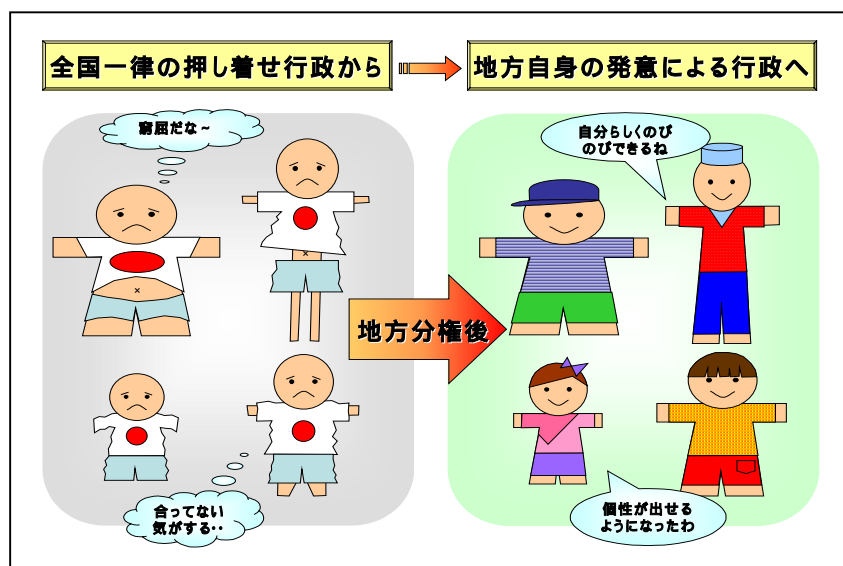 全国一律の押し着せ行政から
地方自身の発意による行政へ
窮屈だな~
自分らしくのび
のびできるね
地方分権後
合ってない
気がする・・
個性が出せる
ようになったわ